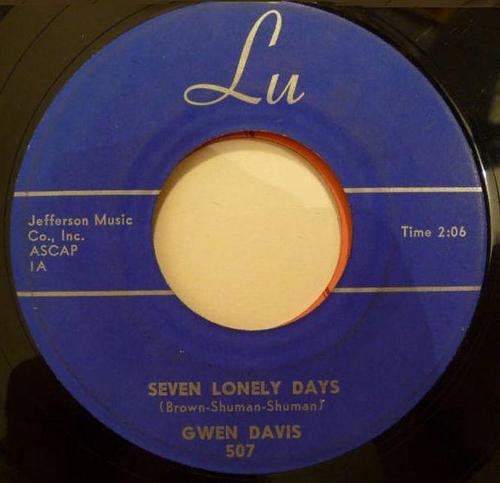 Lu
Jefferson Music
Co., Inc.
ASCAP
1A
Time 2:06
SEVEN LONELY DAYS
(Brown-Shuman-Shuman)
GWEN DAVIS
507